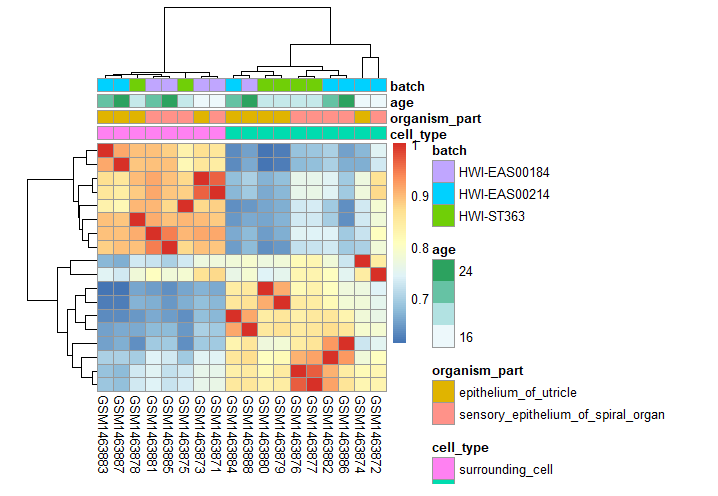 batch
age
organism_part
cell_type
1
0.9
0.8
0.7
batch
HWI-EAS00184
HWI-EAS00214
HWI-ST363
age
24
16
organism_part
epithelium_of_utricle
sensory_epithelium_of_spiral_organ
cell_type
surrounding_cell
GSM1463883
GSM1463887
GSM1463878
GSM1463881
GSM1463885
GSM1463875
GSM1463873
GSM1463871
GSM1463884
GSM1463888
GSM1463880
GSM1463879
GSM1463876
GSM1463877
GSM1463882
GSM1463886
GSM1463874
GSM1463872